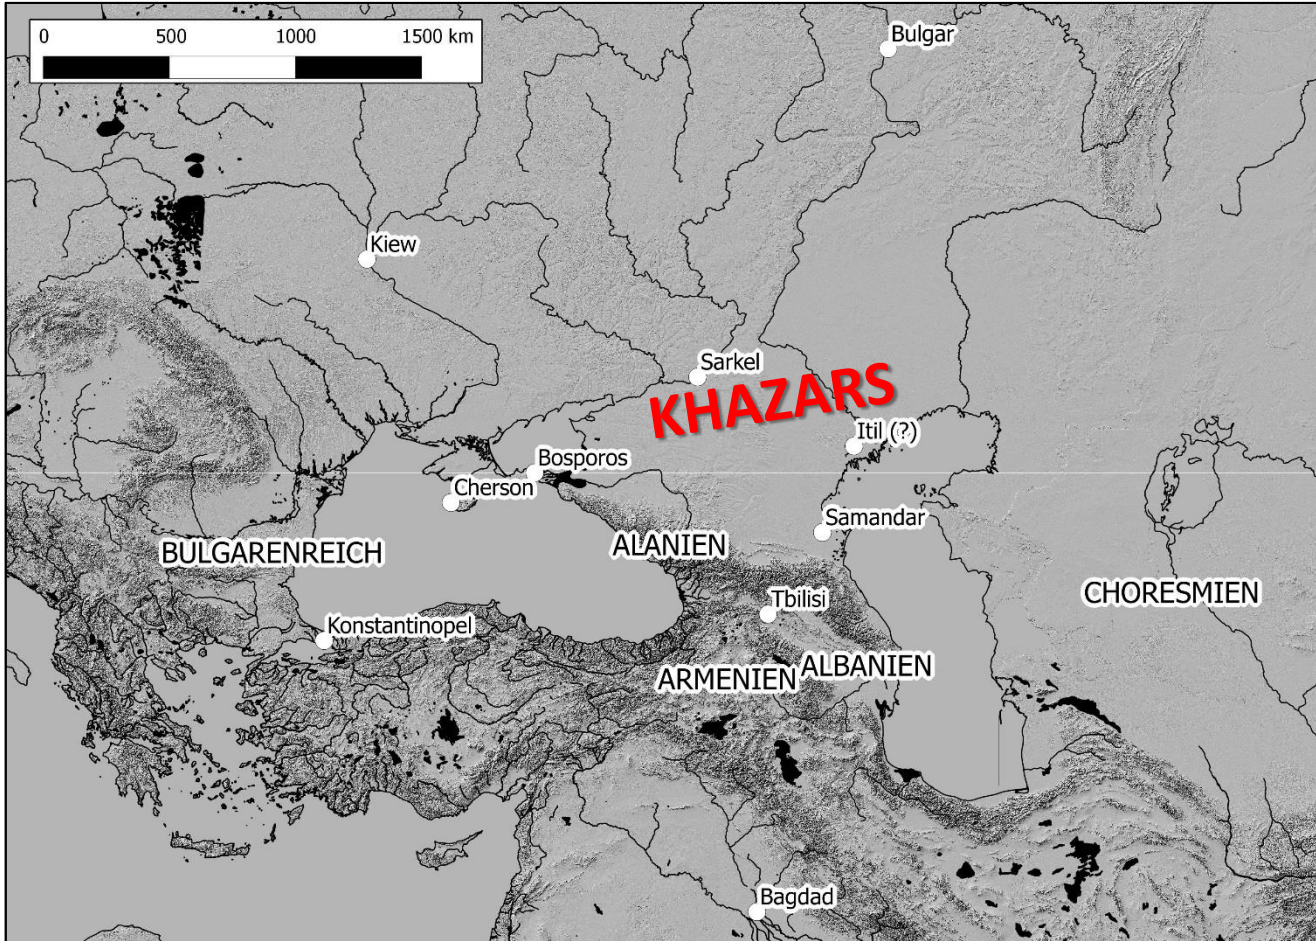 0 500 1000 1500 km
Bulgar
Kiew
Sarkel
KHAZARS
Itil (?)
Bosporos
Cherson
Samandar
ALANIEN
BULGARENREICH
CHORESMIEN
Tbilisi
Konstantinopel
ALBANIEN
ARMENIEN
Bagdad